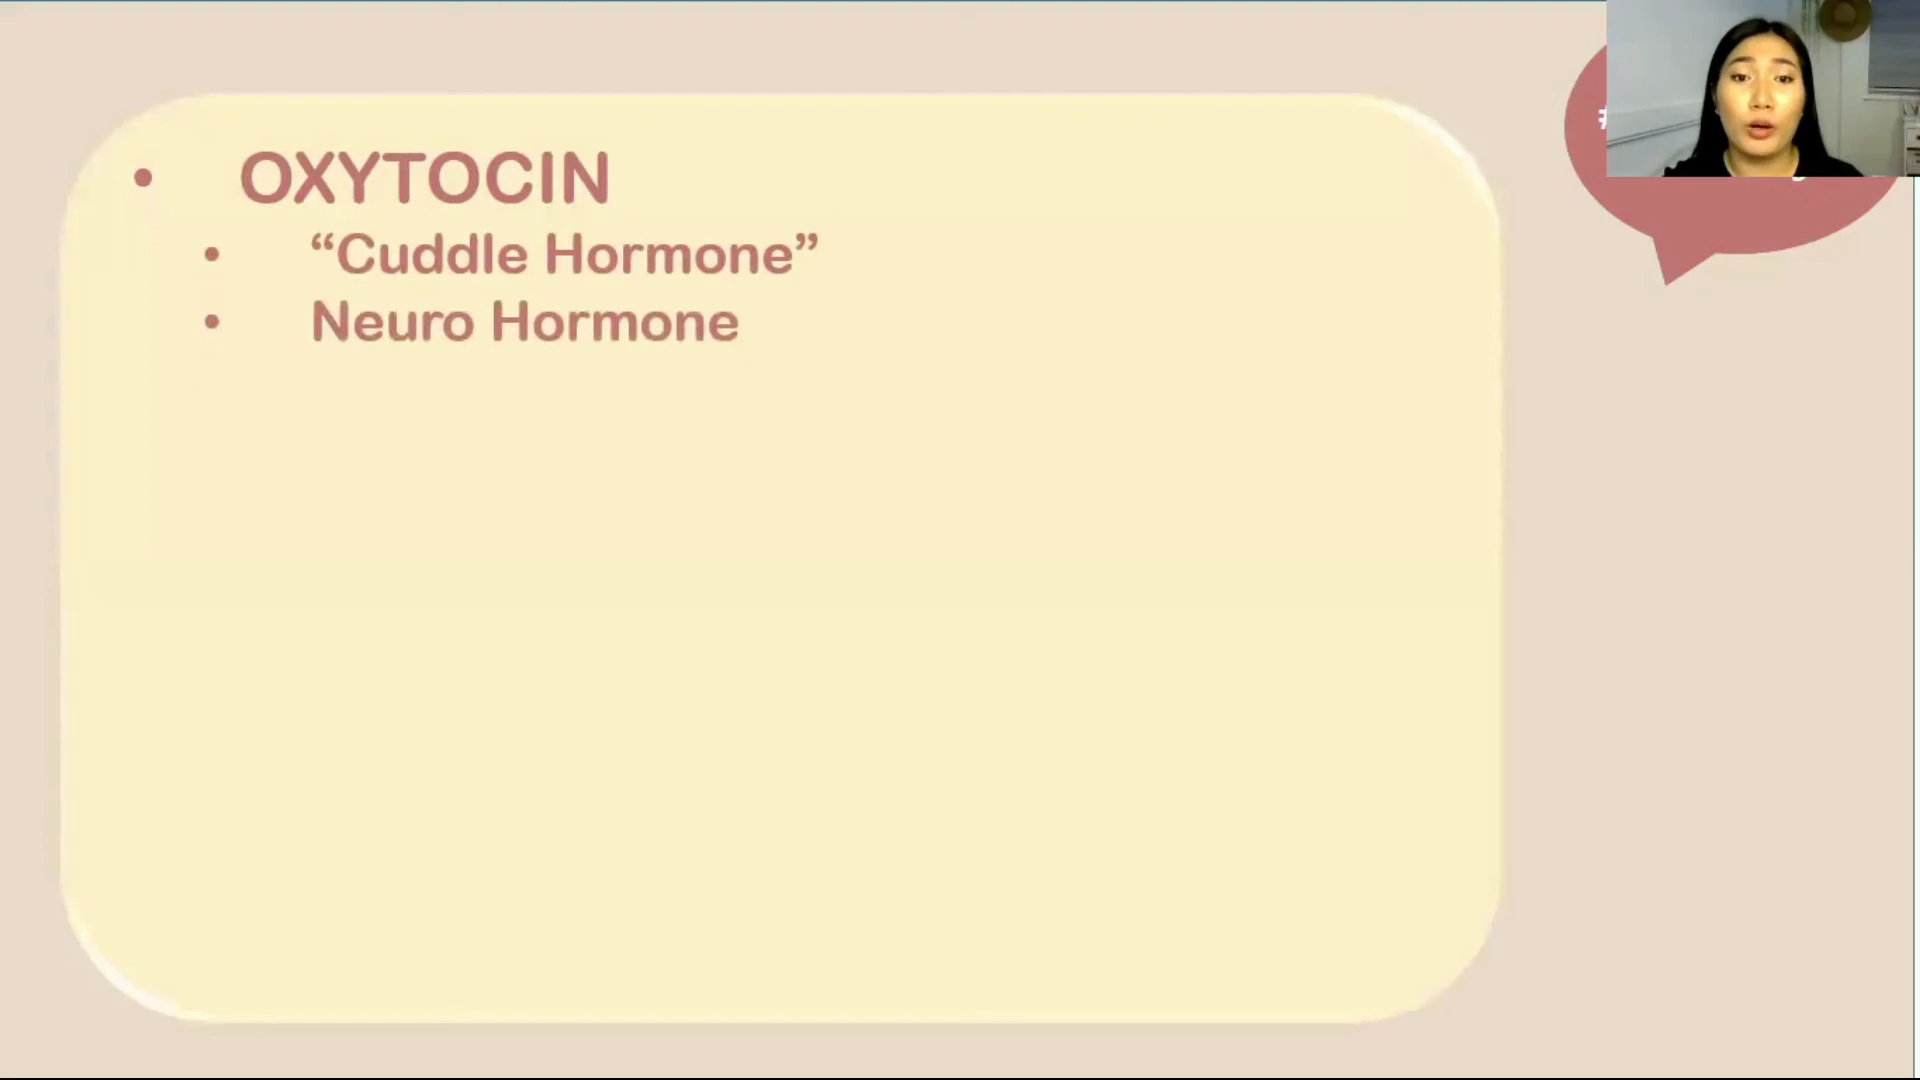 • OXYTOCIN
• “Cuddle Hormone”
• Neuro Hormone